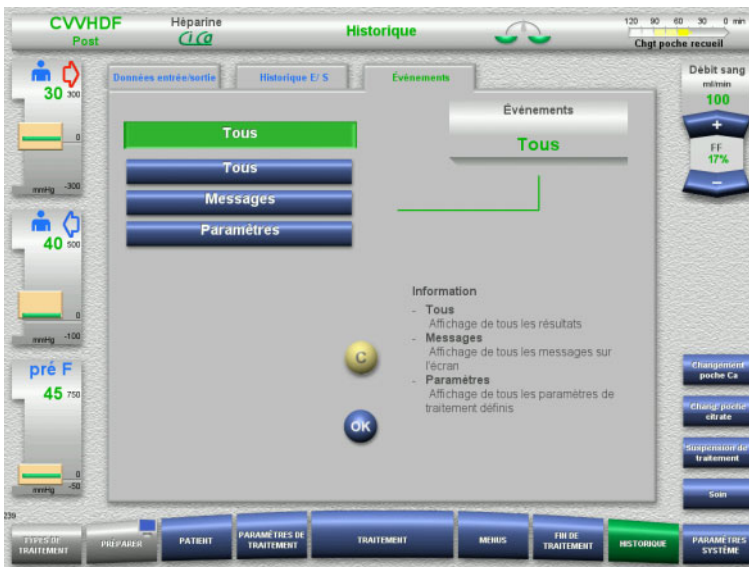 CVVHDF
Post
Héparine
CiCa
Historique
120 90 60 30 0 min
Chgt poche recueil
30 300
0
mmHg -300
40 500
0
mmHg -100
pré F
45 750
0
mmHg -50
239
Données entrée/sortie
Historique E/ S
Événements
Tous
Tous
Messages
Paramètres
Événements
Tous
Information
- Tous
Affichage de tous les résultats
- Messages
Affichage de tous les messages sur
l'écran
- Paramètres
Affichage de tous les paramètres de
traitement définis
C
OK
Débit sang
ml/min
100
+
FF
17%
−
Changement
poche Ca
Chang. poche
citrate
Suspension de
traitement
Soin
TYPES DE
TRAITEMENT
PRÉPARER
PATIENT
PARAMÈTRES DE
TRAITEMENT
TRAITEMENT
MENUS
FIN DE
TRAITEMENT
HISTORIQUE
PARAMÈTRES
SYSTÈME